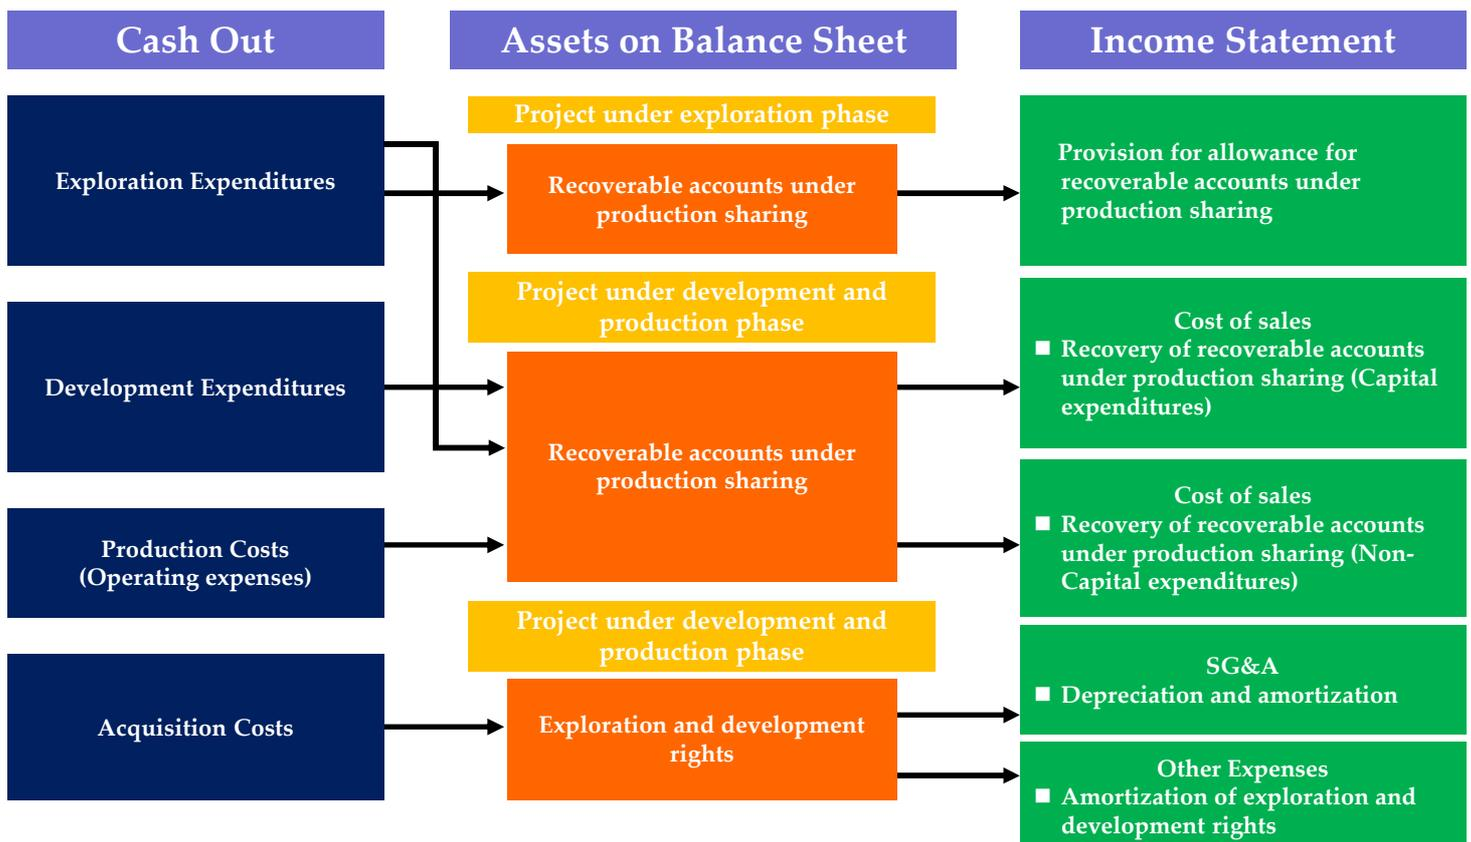 Cash Out
Assets on Balance Sheet
Income Statement
Exploration Expenditures
Development Expenditures
Production Costs
(Operating expenses)
Acquisition Costs
Project under exploration phase
Recoverable accounts under
production sharing
Project under development and
production phase
Recoverable accounts under
production sharing
Project under development and
production phase
Exploration and development
rights
Provision for allowance for
recoverable accounts under
production sharing
Cost of sales
■ Recovery of recoverable accounts
under production sharing (Capital
expenditures)
Cost of sales
■ Recovery of recoverable accounts
under production sharing (Non-
Capital expenditures)
SG&A
■ Depreciation and amortization
Other Expenses
■ Amortization of exploration and
development rights